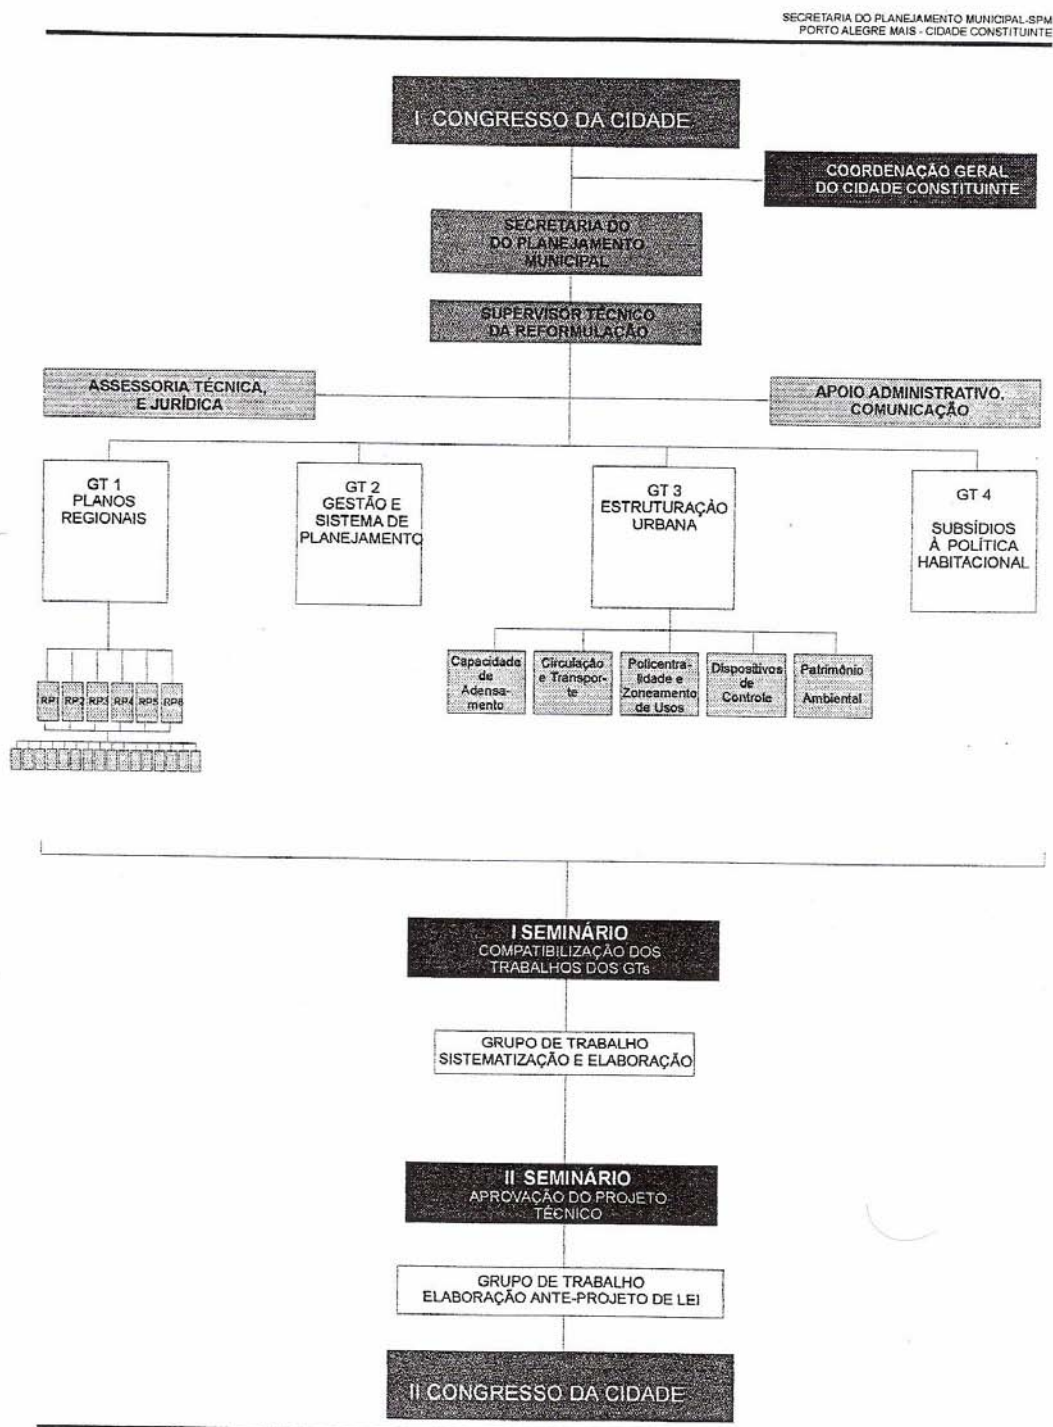 SECRETARIA DO PLANEJAMENTO MUNICIPAL-SPM
PORTO ALEGRE MAIS - CIDADE CONSTITUINTE
I CONGRESSO DA CIDADE
COORDENAÇÃO GERAL
DO CIDADE CONSTITUINTE
SECRETARIA DO
DO PLANEJAMENTO
MUNICIPAL
SUPERVISOR TÉCNICO
DA REFORMULAÇÃO
ASSESSORIA TÉCNICA,
E JURÍDICA
APOIO ADMINISTRATIVO,
COMUNICAÇÃO
GT 1
PLANOS
REGIONAIS
GT 2
GESTÃO E
SISTEMA DE
PLANEJAMENTO
GT 3
ESTRUTURAÇÃO
URBANA
GT 4
SUBSÍDIOS
À POLÍTICA
HABITACIONAL
RP1 RP2 RP3 RP4 RP5 RP6
Capacidade
de
Adensa-
mento
Circulação
e Transpor-
te
Policentra-
lidade e
Zoneamento
de Usos
Dispositivos
de
Controle
Patrimônio
Ambiental
I SEMINÁRIO
COMPATIBILIZAÇÃO DOS
TRABALHOS DOS GTs
GRUPO DE TRABALHO
SISTEMATIZAÇÃO E ELABORAÇÃO
II SEMINÁRIO
APROVAÇÃO DO PROJETO
TÉCNICO
GRUPO DE TRABALHO
ELABORAÇÃO ANTE-PROJETO DE LEI
II CONGRESSO DA CIDADE